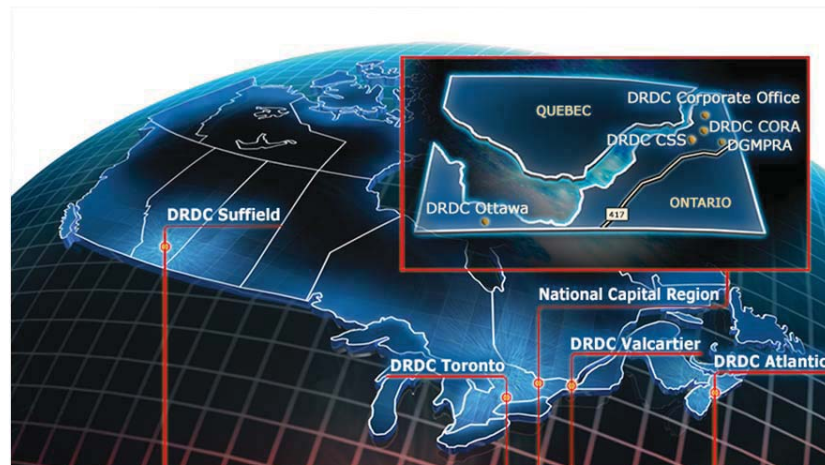 DRDC Corporate Office
QUEBEC
DRDC CORA
DRDC CSS
DGMPRA
DRDC Suffield
DRDC Ottawa
ONTARIO
417
National Capital Region
DRDC Valcartier
DRDC Toronto
DRDC Atlantic